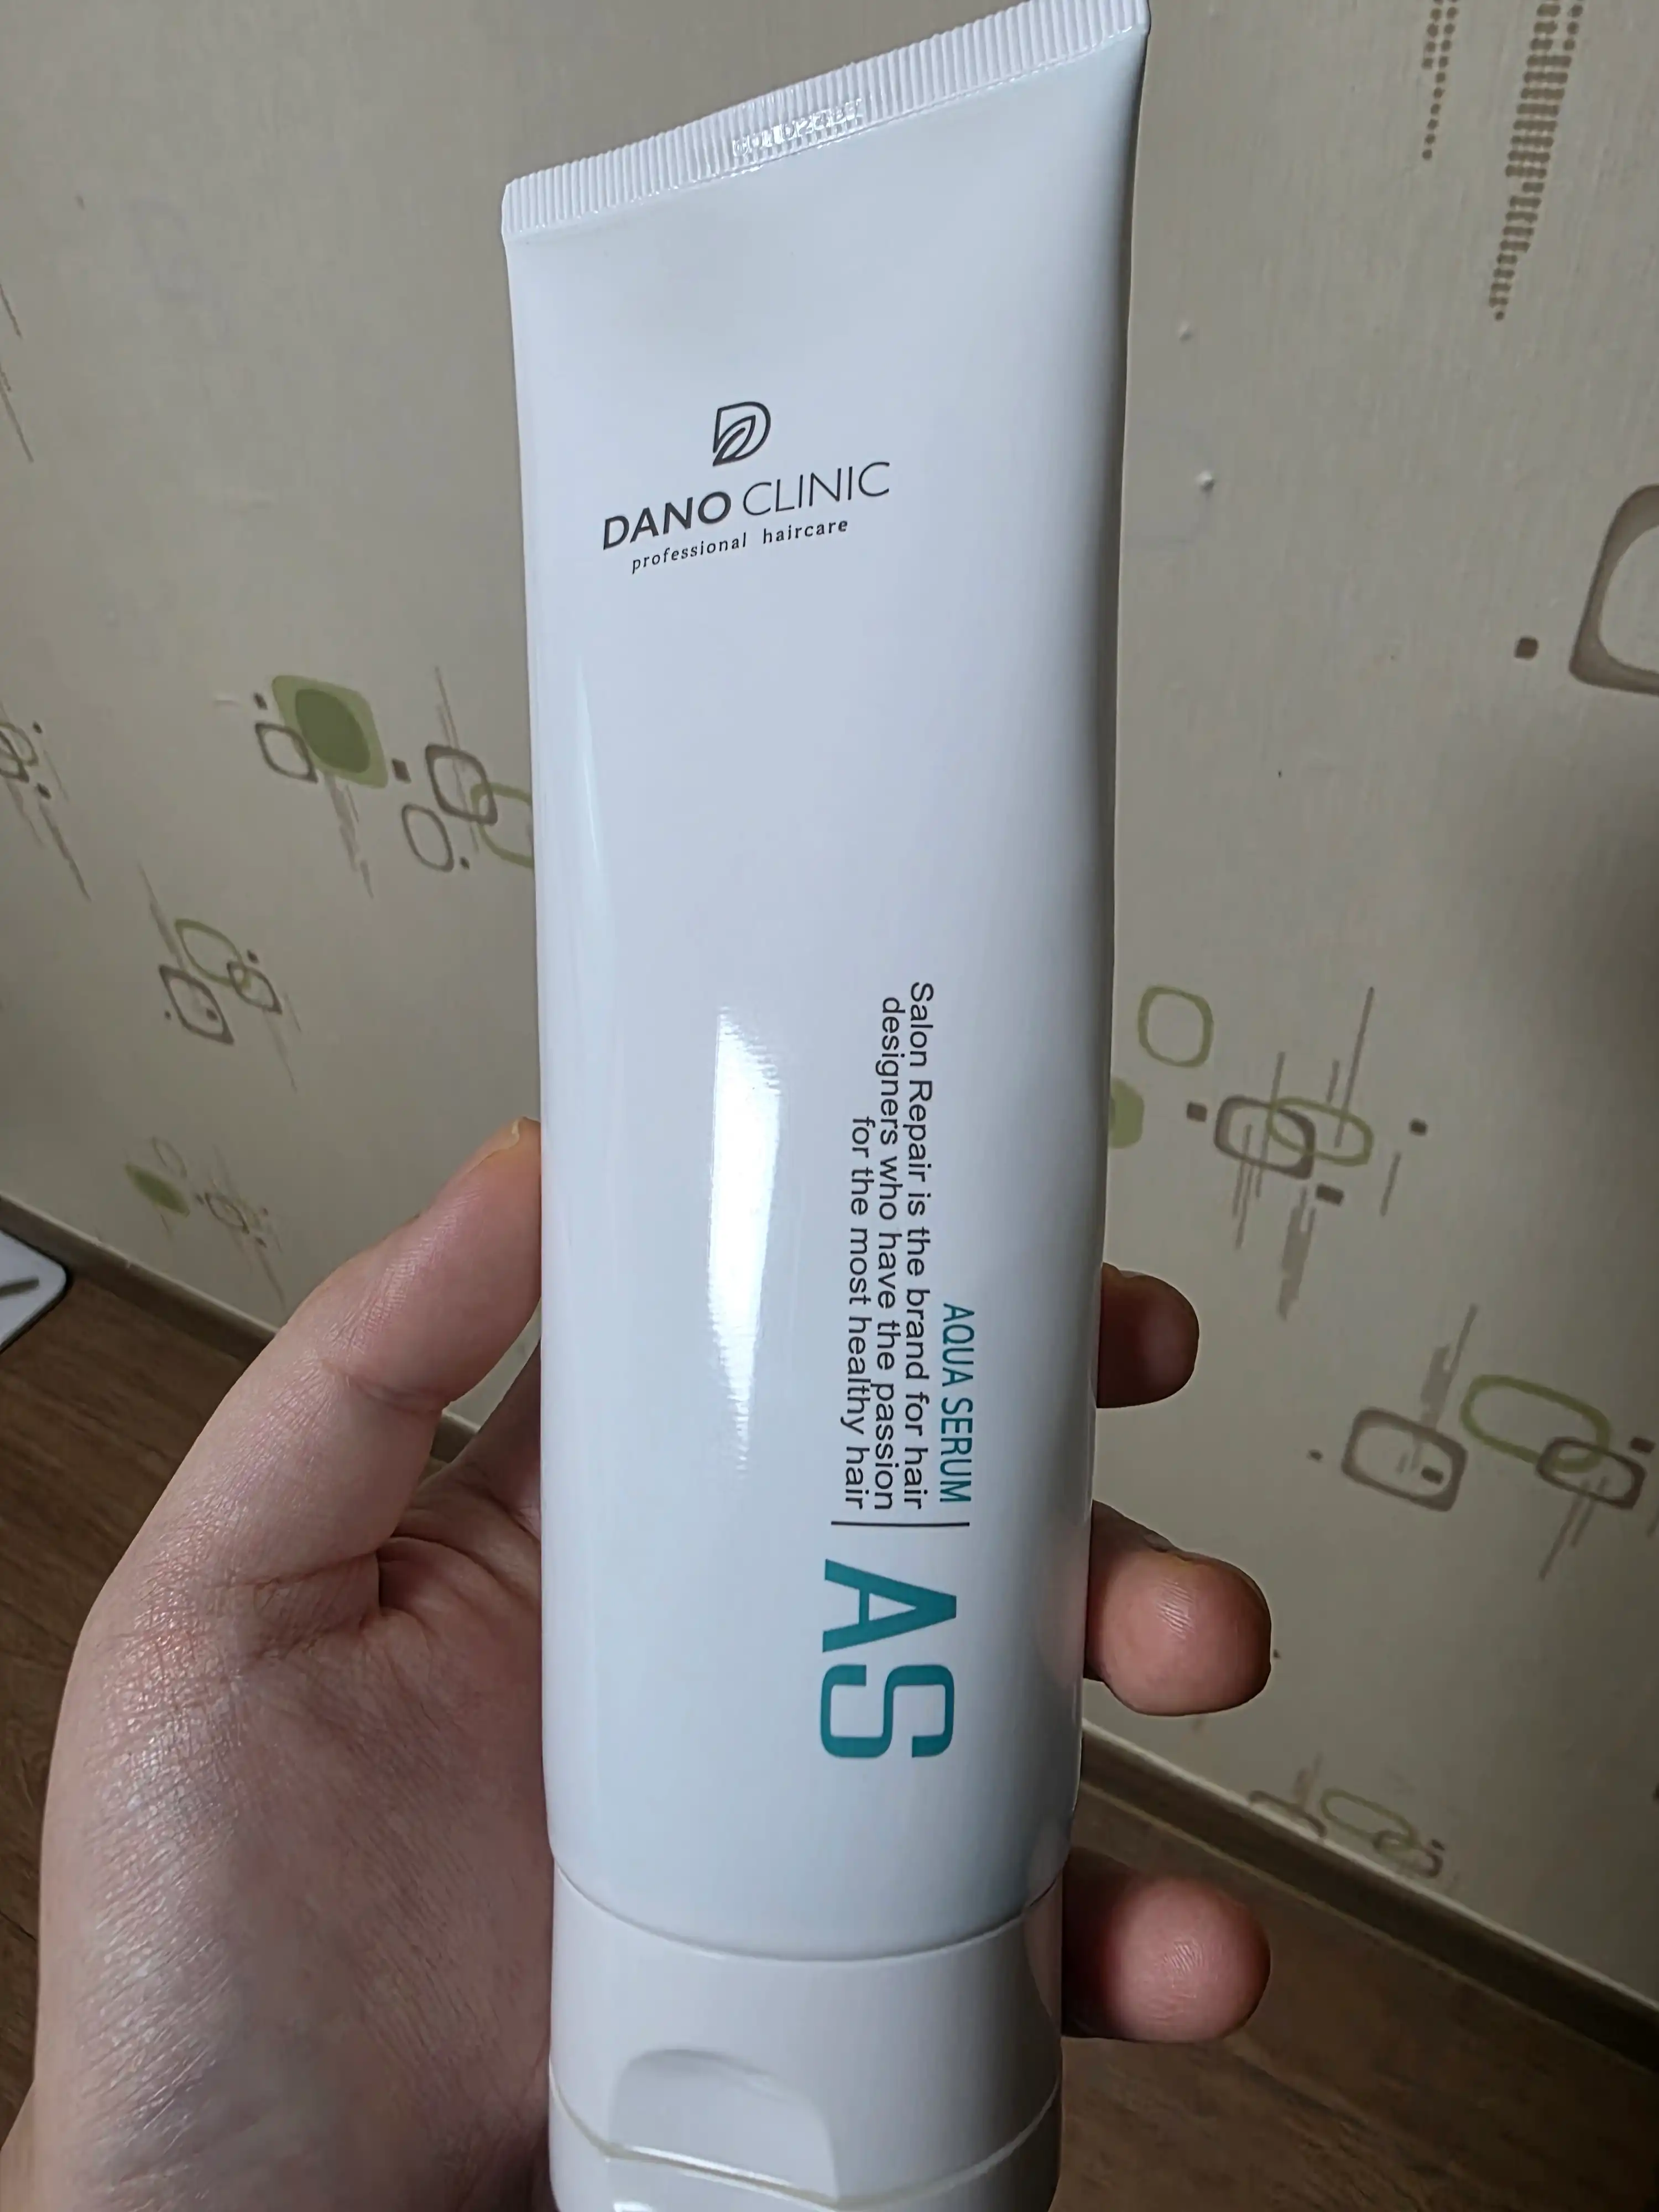 DANO CLINIC
professional haircare
AS
AQUA SERUM
Salon Repair is the brand for hair
designers who have the passion
for the most healthy hair